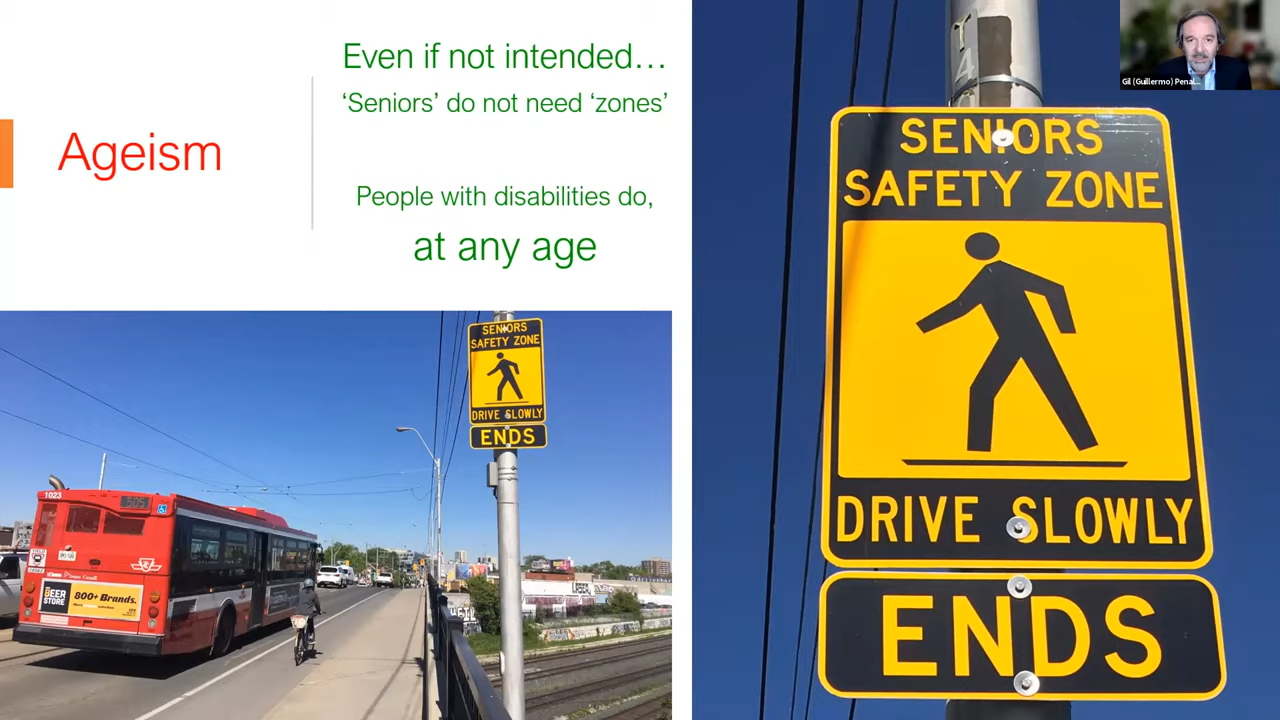 Ageism
Even if not intended…
‘Seniors’ do not need ‘zones’
People with disabilities do,
at any age
Gil (Guillermo) Penal...
SENIORS
SAFETY ZONE
DRIVE SLOWLY
ENDS
SENIORS
SAFETY ZONE
DRIVE SLOWLY
ENDS
1023
505
BEER
STORE
800+ Brands.